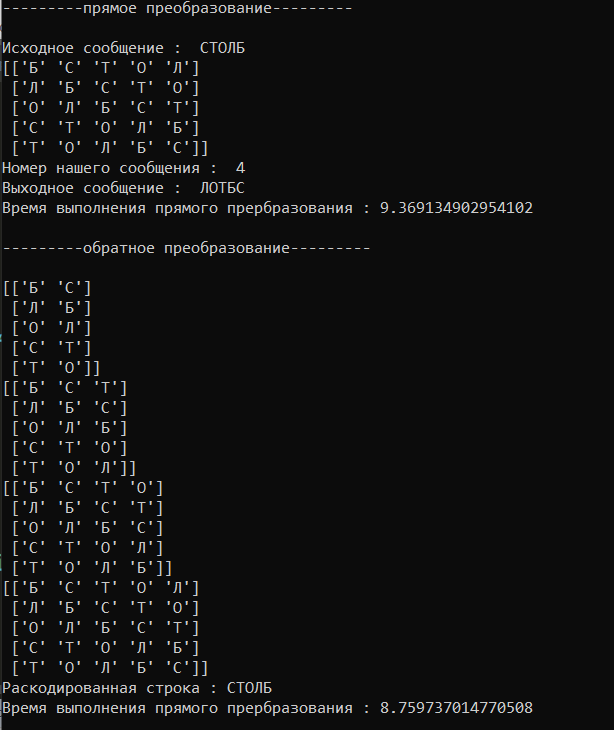 ---------прямое преобразование---------
Исходное сообщение :  СТОЛБ
[['Б' 'С' 'Т' 'О' 'Л']
 ['Л' 'Б' 'С' 'Т' 'О']
 ['О' 'Л' 'Б' 'С' 'Т']
 ['С' 'Т' 'О' 'Л' 'Б']
 ['Т' 'О' 'Л' 'Б' 'С']]
Номер нашего сообщения :  4
Выходное сообщение :  ЛОТБС
Время выполнения прямого прербразования : 9.369134902954102
---------обратное преобразование---------
[['Б' 'С']
 ['Л' 'Б']
 ['О' 'Л']
 ['С' 'Т']
 ['Т' 'О']]
[['Б' 'С' 'Т']
 ['Л' 'Б' 'С']
 ['О' 'Л' 'Б']
 ['С' 'Т' 'О']
 ['Т' 'О' 'Л']]
[['Б' 'С' 'Т' 'О']
 ['Л' 'Б' 'С' 'Т']
 ['О' 'Л' 'Б' 'С']
 ['С' 'Т' 'О' 'Л']
 ['Т' 'О' 'Л' 'Б']]
[['Б' 'С' 'Т' 'О' 'Л']
 ['Л' 'Б' 'С' 'Т' 'О']
 ['О' 'Л' 'Б' 'С' 'Т']
 ['С' 'Т' 'О' 'Л' 'Б']
 ['Т' 'О' 'Л' 'Б' 'С']]
Раскодированная строка : СТОЛБ
Время выполнения прямого прербразования : 8.759737014770508